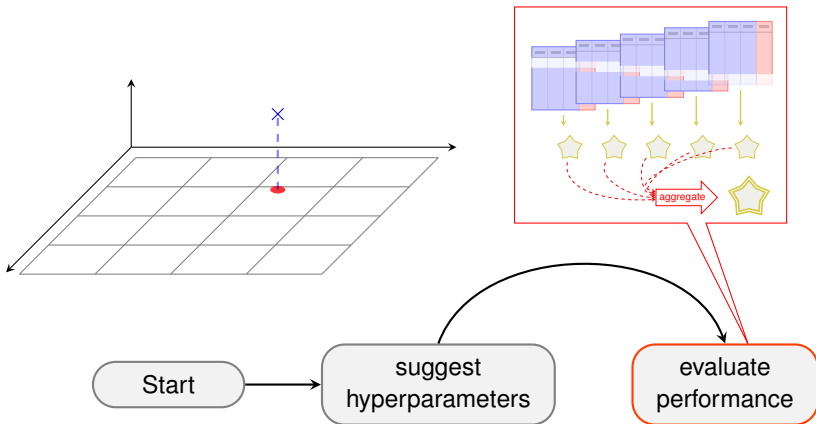 aggregate
Start
suggest
hyperparameters
evaluate
performance